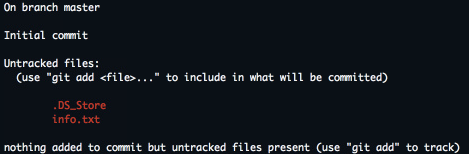 On branch master
Initial commit
Untracked files:
(use "git add <file>..." to include in what will be committed)
.DS_Store
info.txt
nothing added to commit but untracked files present (use "git add" to track)